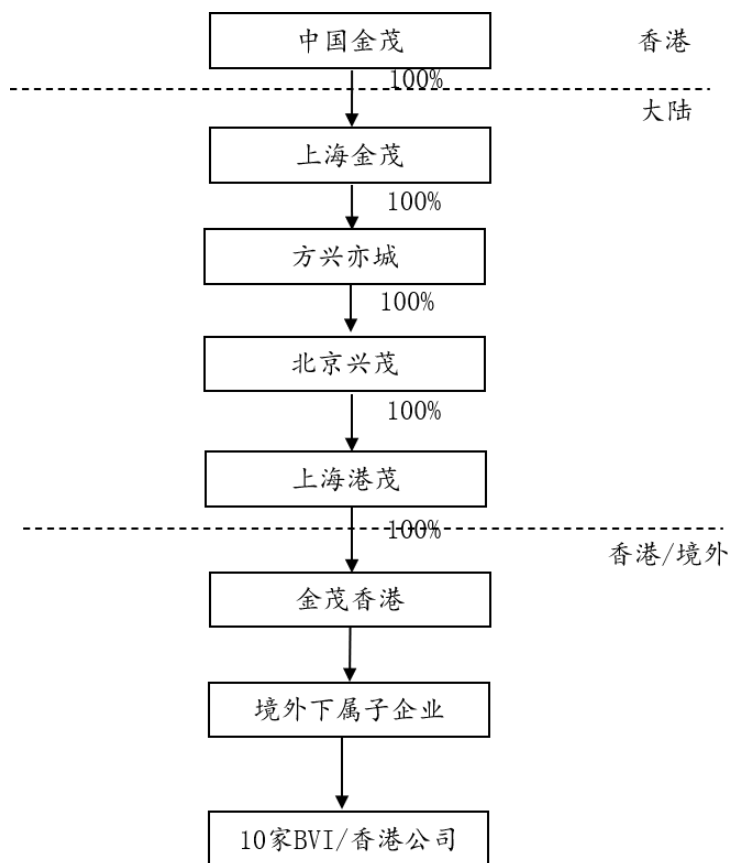 中国金茂
香港
100%
大陆
上海金茂
100%
方兴亦城
100%
北京兴茂
100%
上海港茂
100%
香港/境外
金茂香港
境外下属子企业
10家BVI/香港公司